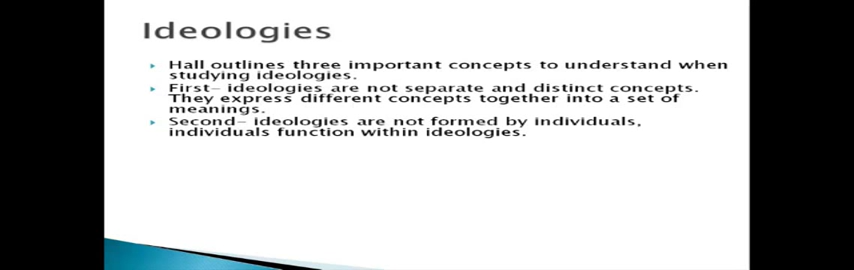 Ideologies
Hall outlines three important concepts to understand when
studying ideologies.
First– ideologies are not separate and distinct concepts.
They express different concepts together into a set of
meanings.
Second– ideologies are not formed by individuals,
individuals function within ideologies.